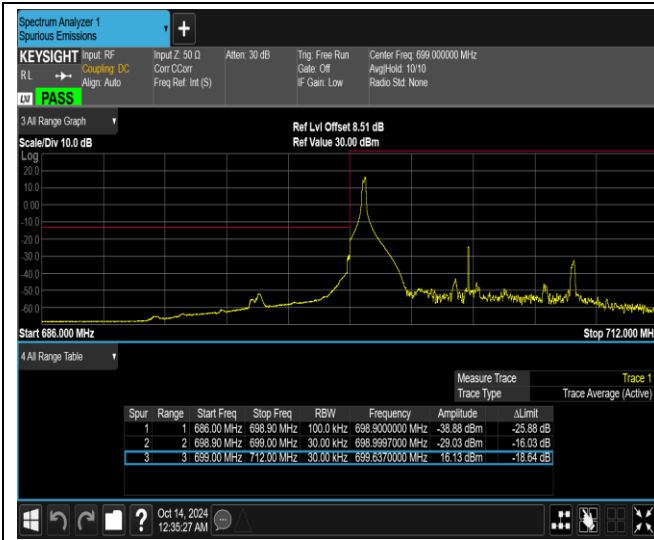 Spectrum Analyzer 1
Spurious Emissions
+
KEYSIGHT Input: RF Input Z: 50 Ω Atten: 30 dB Trig: Free Run Center Freq: 699.000000 MHz
RL Coupling: DC Corr CCorr Gate: Off Avg|Hold: 10/10
Align: Auto Freq Ref: Int (S) IF Gain: Low Radio Std: None
LXI PASS
3 All Range Graph
Ref Lvl Offset 8.51 dB
Scale/Div 10.0 dB Ref Value 30.00 dBm
Log
20.0
10.0
0.00
-10.0
-20.0
-30.0
-40.0
-50.0
-60.0
Start 686.000 MHz Stop 712.000 MH
4 All Range Table
Measure Trace Trace 1
Trace Type Trace Average (Active)
Spur Range Start Freq Stop Freq RBW Frequency Amplitude ΔLimit
1 1 686.00 MHz 698.90 MHz 100.0 kHz 698.9000000 MHz -38.88 dBm -25.88 dB
2 2 698.90 MHz 699.00 MHz 30.00 kHz 698.9997000 MHz -29.03 dBm -16.03 dB
3 3 699.00 MHz 712.00 MHz 30.00 kHz 699.6370000 MHz 16.13 dBm -18.64 dB
? Oct 14, 2024
12:35:27 AM